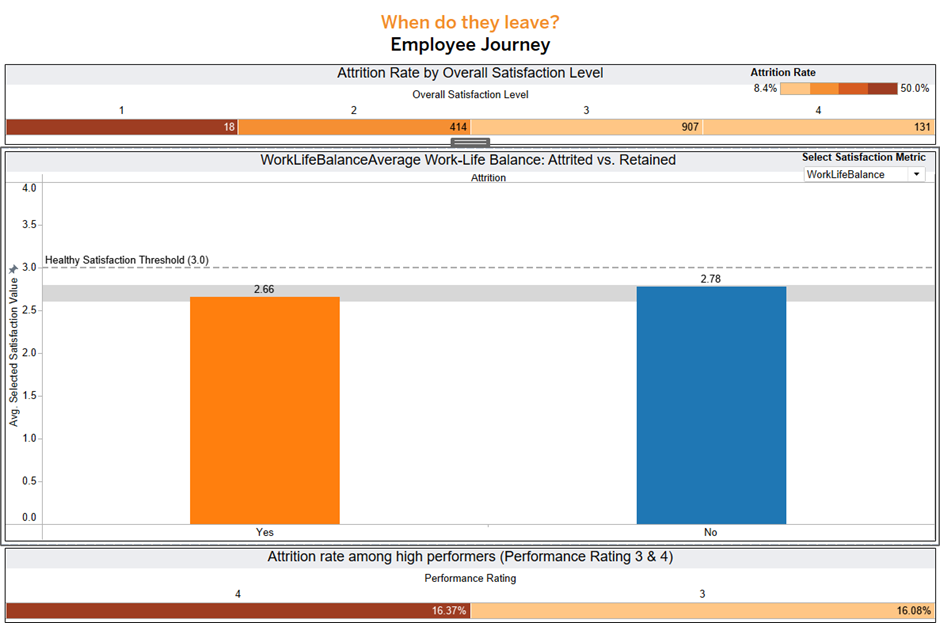 When do they leave?
Employee Journey
Attrition Rate by Overall Satisfaction Level
Attrition Rate
8.4% 50.0%
Overall Satisfaction Level
1 2 3 4
18 414 907 131
WorkLifeBalanceAverage Work-Life Balance: Attrited vs. Retained
Select Satisfaction Metric
WorkLifeBalance
Attrition
Avg. Selected Satisfaction Value
4.0
3.5
3.0
2.5
2.0
1.5
1.0
0.5
0.0
Healthy Satisfaction Threshold (3.0)
2.66
2.78
Yes No
Attrition rate among high performers (Performance Rating 3 & 4)
Performance Rating
4 3
16.37% 16.08%